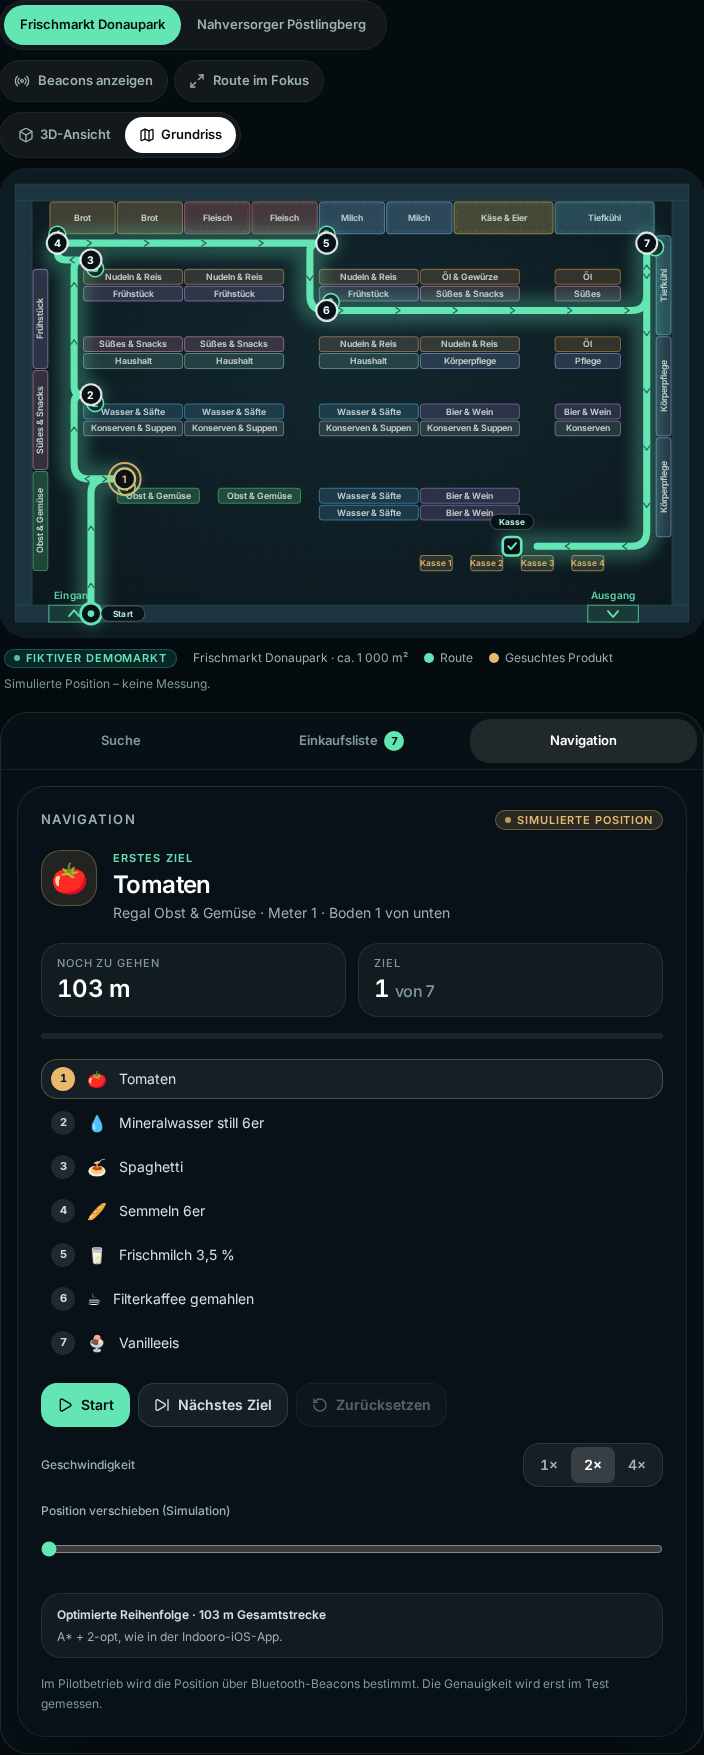 Frischmarkt Donaupark Nahversorger Pöstlingberg
Beacons anzeigen Route im Fokus
3D-Ansicht Grundriss
Brot Brot Fleisch Fleisch Milch Milch Käse & Eier Tiefkühl
4 5 7
3
Tiefkühl
Nudeln & Reis Nudeln & Reis Nudeln & Reis Öl & Gewürze Öl
Frühstück Frühstück Frühstück Süßes & Snacks Süßes
6
Frühstück
Süßes & Snacks Süßes & Snacks Nudeln & Reis Nudeln & Reis Öl
Haushalt Haushalt Haushalt Körperpflege Pflege
Körperpflege
2
Süßes & Snacks
Wasser & Säfte Wasser & Säfte Wasser & Säfte Bier & Wein Bier & Wein
Konserven & Suppen Konserven & Suppen Konserven & Suppen Konserven & Suppen Konserven
1
Körperpflege
Obst & Gemüse
Obst & Gemüse Obst & Gemüse Wasser & Säfte Bier & Wein
Wasser & Säfte Bier & Wein
Kasse
Kasse 1 Kasse 2 Kasse 3 Kasse 4
Eingan Ausgang
Start
FIKTIVER DEMOMARKT Frischmarkt Donaupark · ca. 1 000 m² Route Gesuchtes Produkt
Simulierte Position – keine Messung.
Suche Einkaufsliste 7 Navigation
NAVIGATION SIMULIERTE POSITION
ERSTES ZIEL
Tomaten
Regal Obst & Gemüse · Meter 1 · Boden 1 von unten
NOCH ZU GEHEN ZIEL
103 m 1 von 7
1 Tomaten
2 Mineralwasser still 6er
3 Spaghetti
4 Semmeln 6er
5 Frischmilch 3,5 %
6 Filterkaffee gemahlen
7 Vanilleeis
Start Nächstes Ziel Zurücksetzen
Geschwindigkeit 1× 2× 4×
Position verschieben (Simulation)
Optimierte Reihenfolge · 103 m Gesamtstrecke
A* + 2-opt, wie in der Indooro-iOS-App.
Im Pilotbetrieb wird die Position über Bluetooth-Beacons bestimmt. Die Genauigkeit wird erst im Test
gemessen.